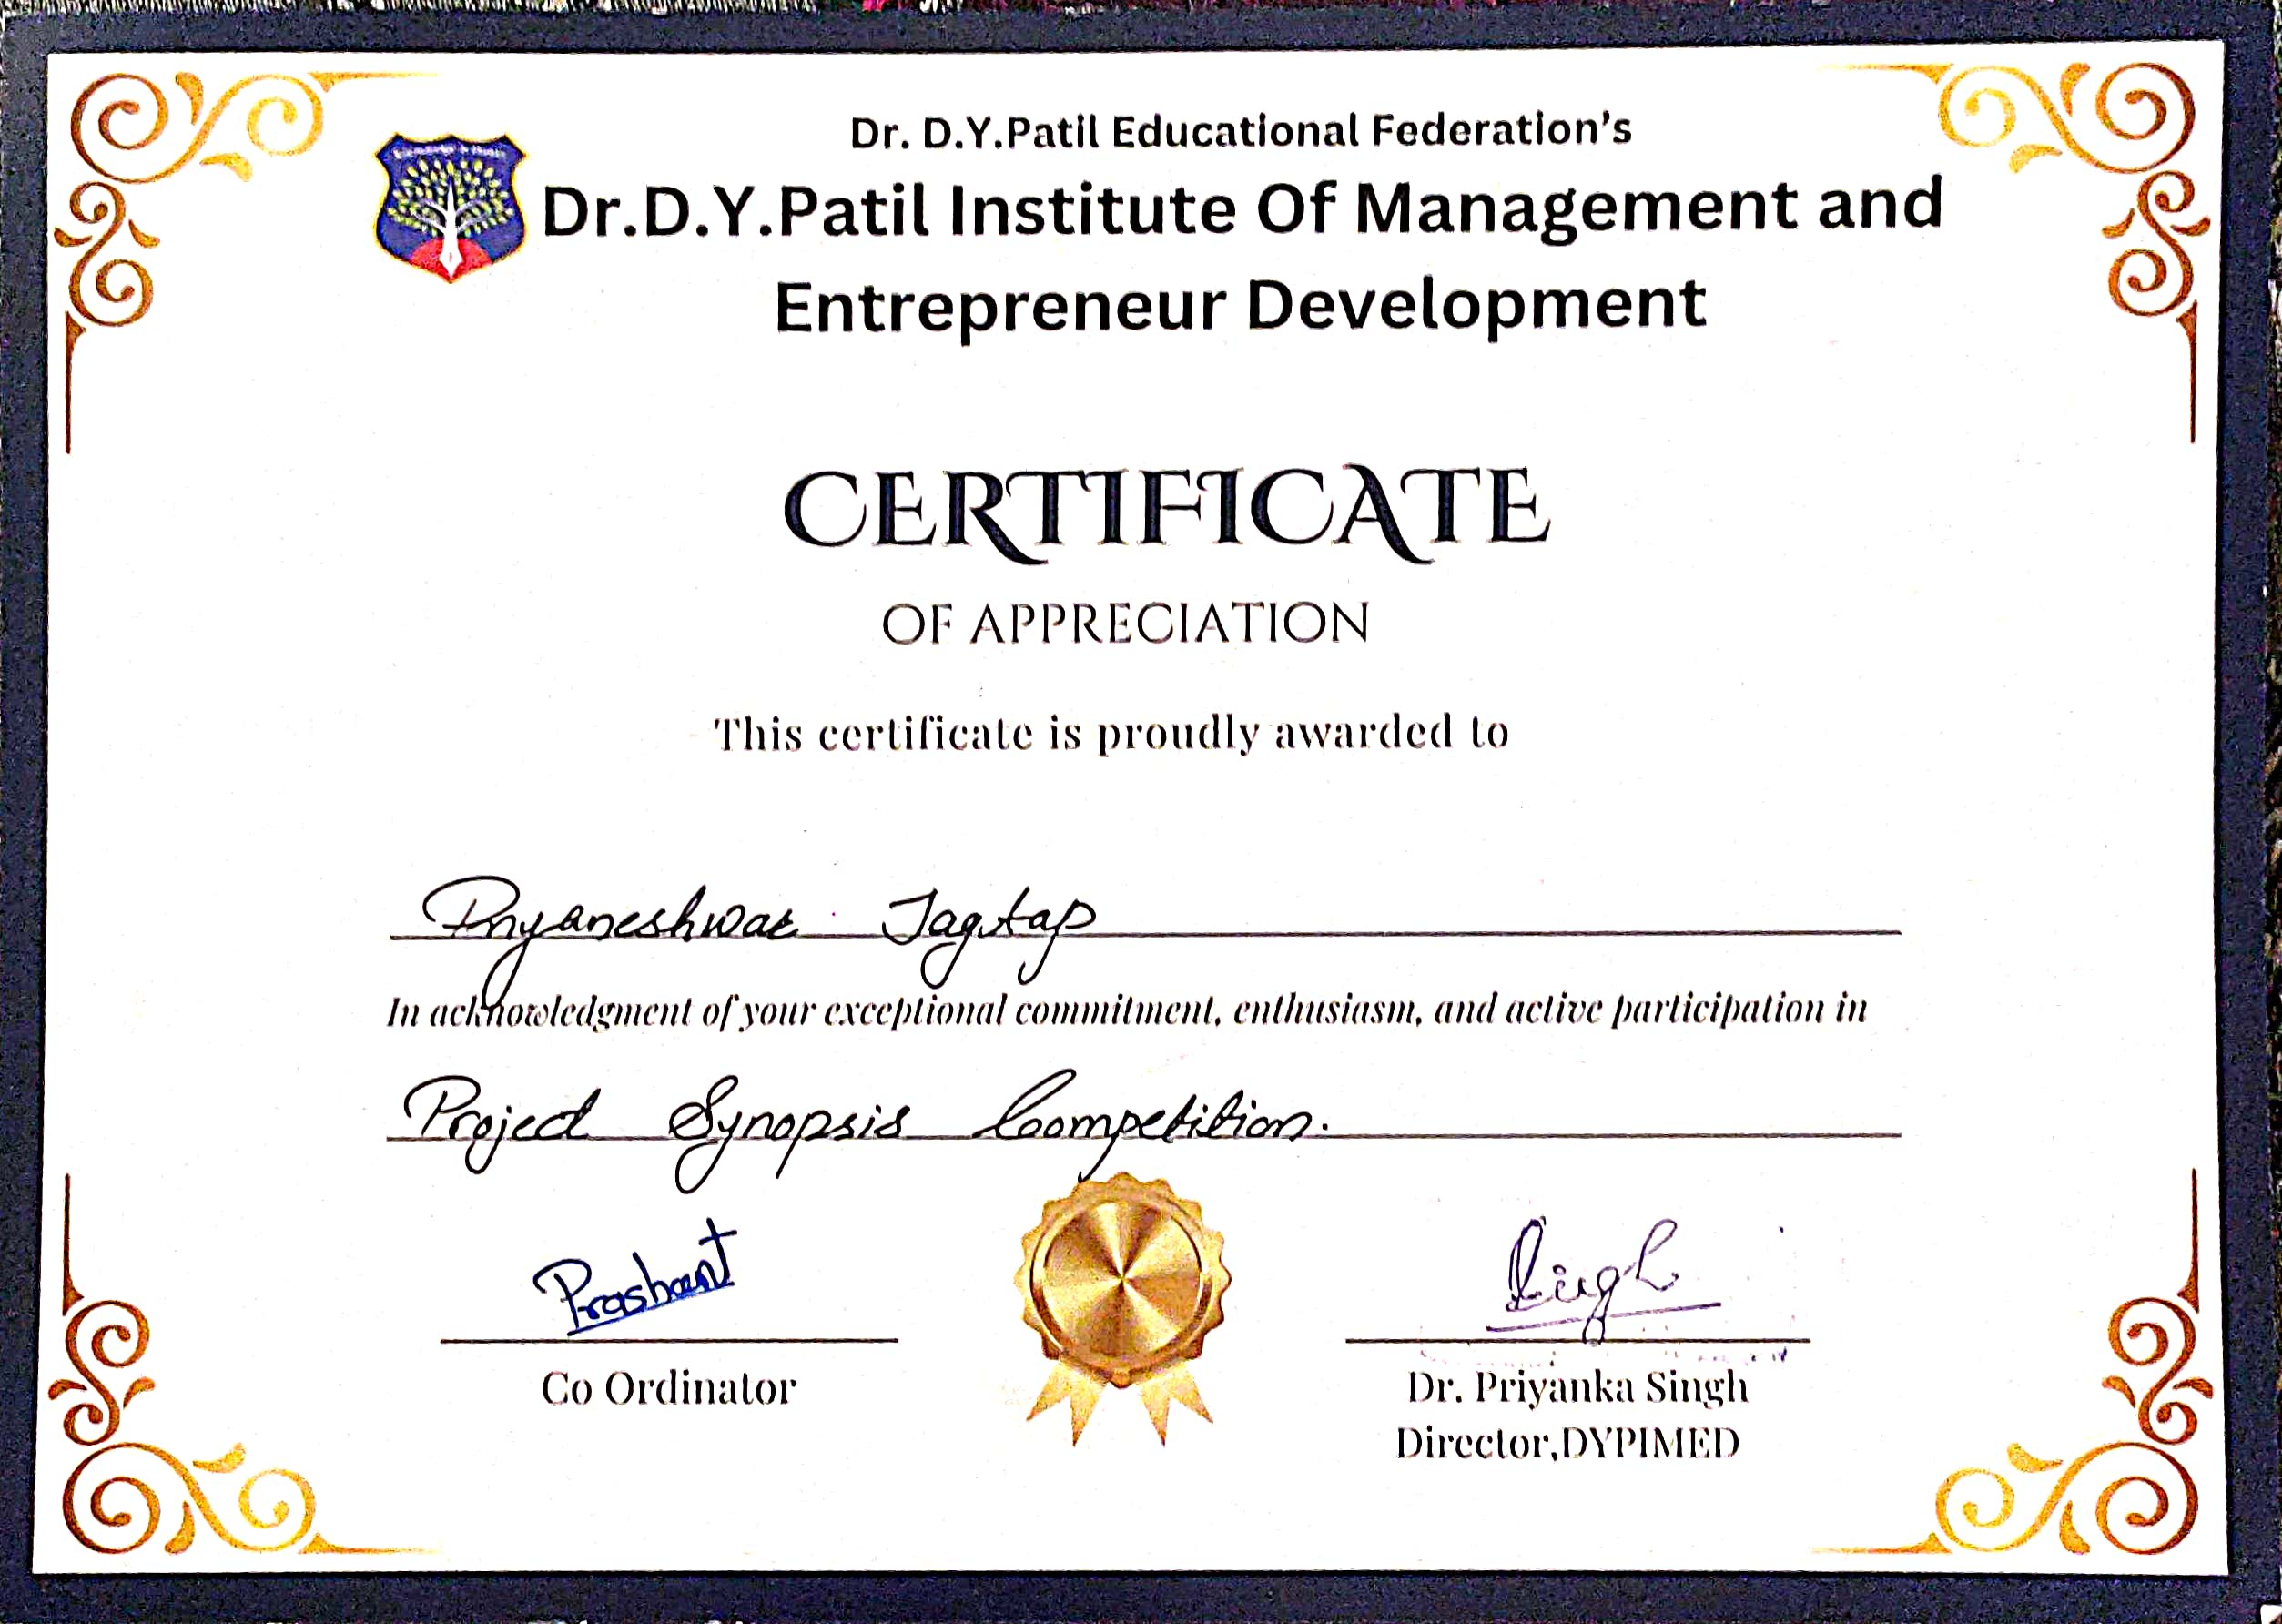 Dr. D.Y.Patil Educational Federation's
Dr.D.Y.Patil Institute Of Management and
Entrepreneur Development
CERTIFICATE
OF APPRECIATION
This certificate is proudly awarded to
Dnyaneshwar Jagtap
In acknowledgment of your exceptional commitment, enthusiasm, and active participation in
Project Synopsis Competition.
Prashant
Singh
Co Ordinator
Dr. Priyanka Singh
Director,DYPIMED